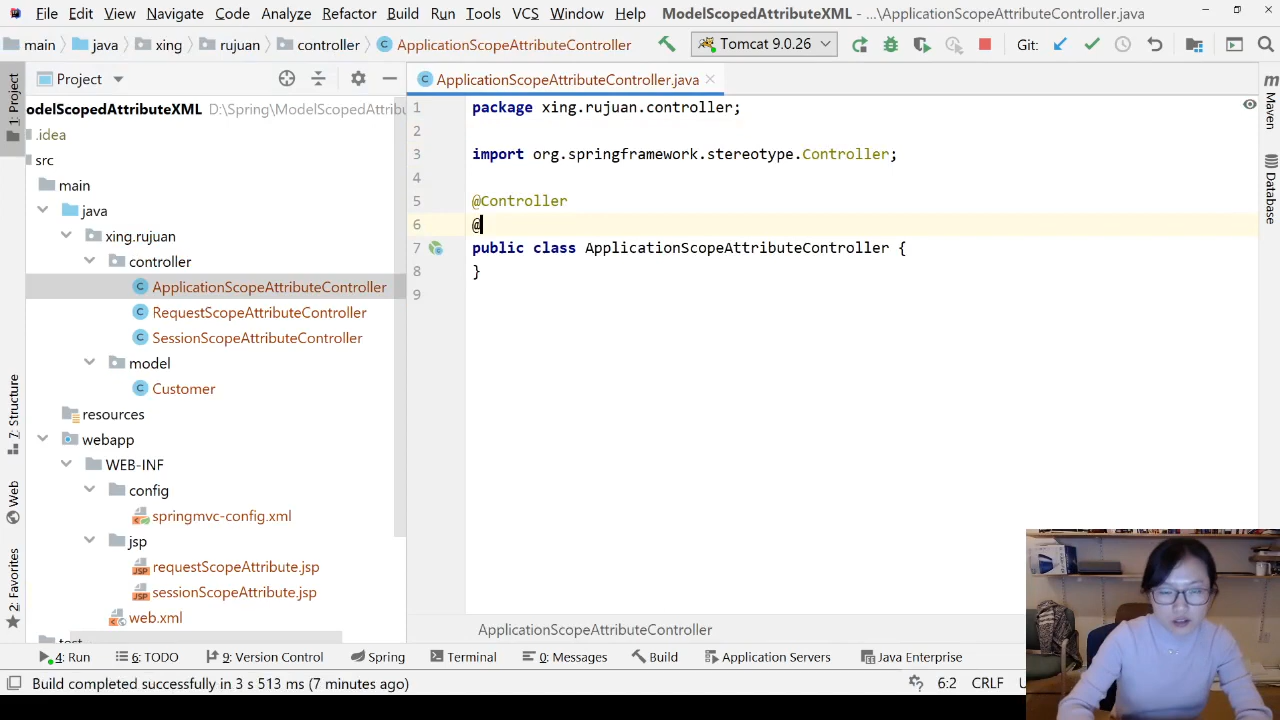 File Edit View Navigate Code Analyze Refactor Build Run Tools VCS Window Help ModelScopedAttributeXML - ...\ApplicationScopeAttributeController.java
main java xing rujuan controller ApplicationScopeAttributeController Tomcat 9.0.26 Git:
Project
ApplicationScopeAttributeController.java
odelScopedAttributeXML D:\Spring\ModelScopedAttribu
.idea
src
main
java
xing.rujuan
controller
ApplicationScopeAttributeController
RequestScopeAttributeController
SessionScopeAttributeController
model
Customer
resources
webapp
WEB-INF
config
springmvc-config.xml
jsp
requestScopeAttribute.jsp
sessionScopeAttribute.jsp
web.xml
1: Project
7: Structure
Web
2: Favorites
1 package xing.rujuan.controller;
2
3 import org.springframework.stereotype.Controller;
4
5 @Controller
6 @
7 public class ApplicationScopeAttributeController {
8 }
9
Maven
Database
ApplicationScopeAttributeController
4: Run 6: TODO 9: Version Control Spring Terminal 0: Messages Build Application Servers Java Enterprise
Build completed successfully in 3 s 513 ms (7 minutes ago) 6:2 CRLF